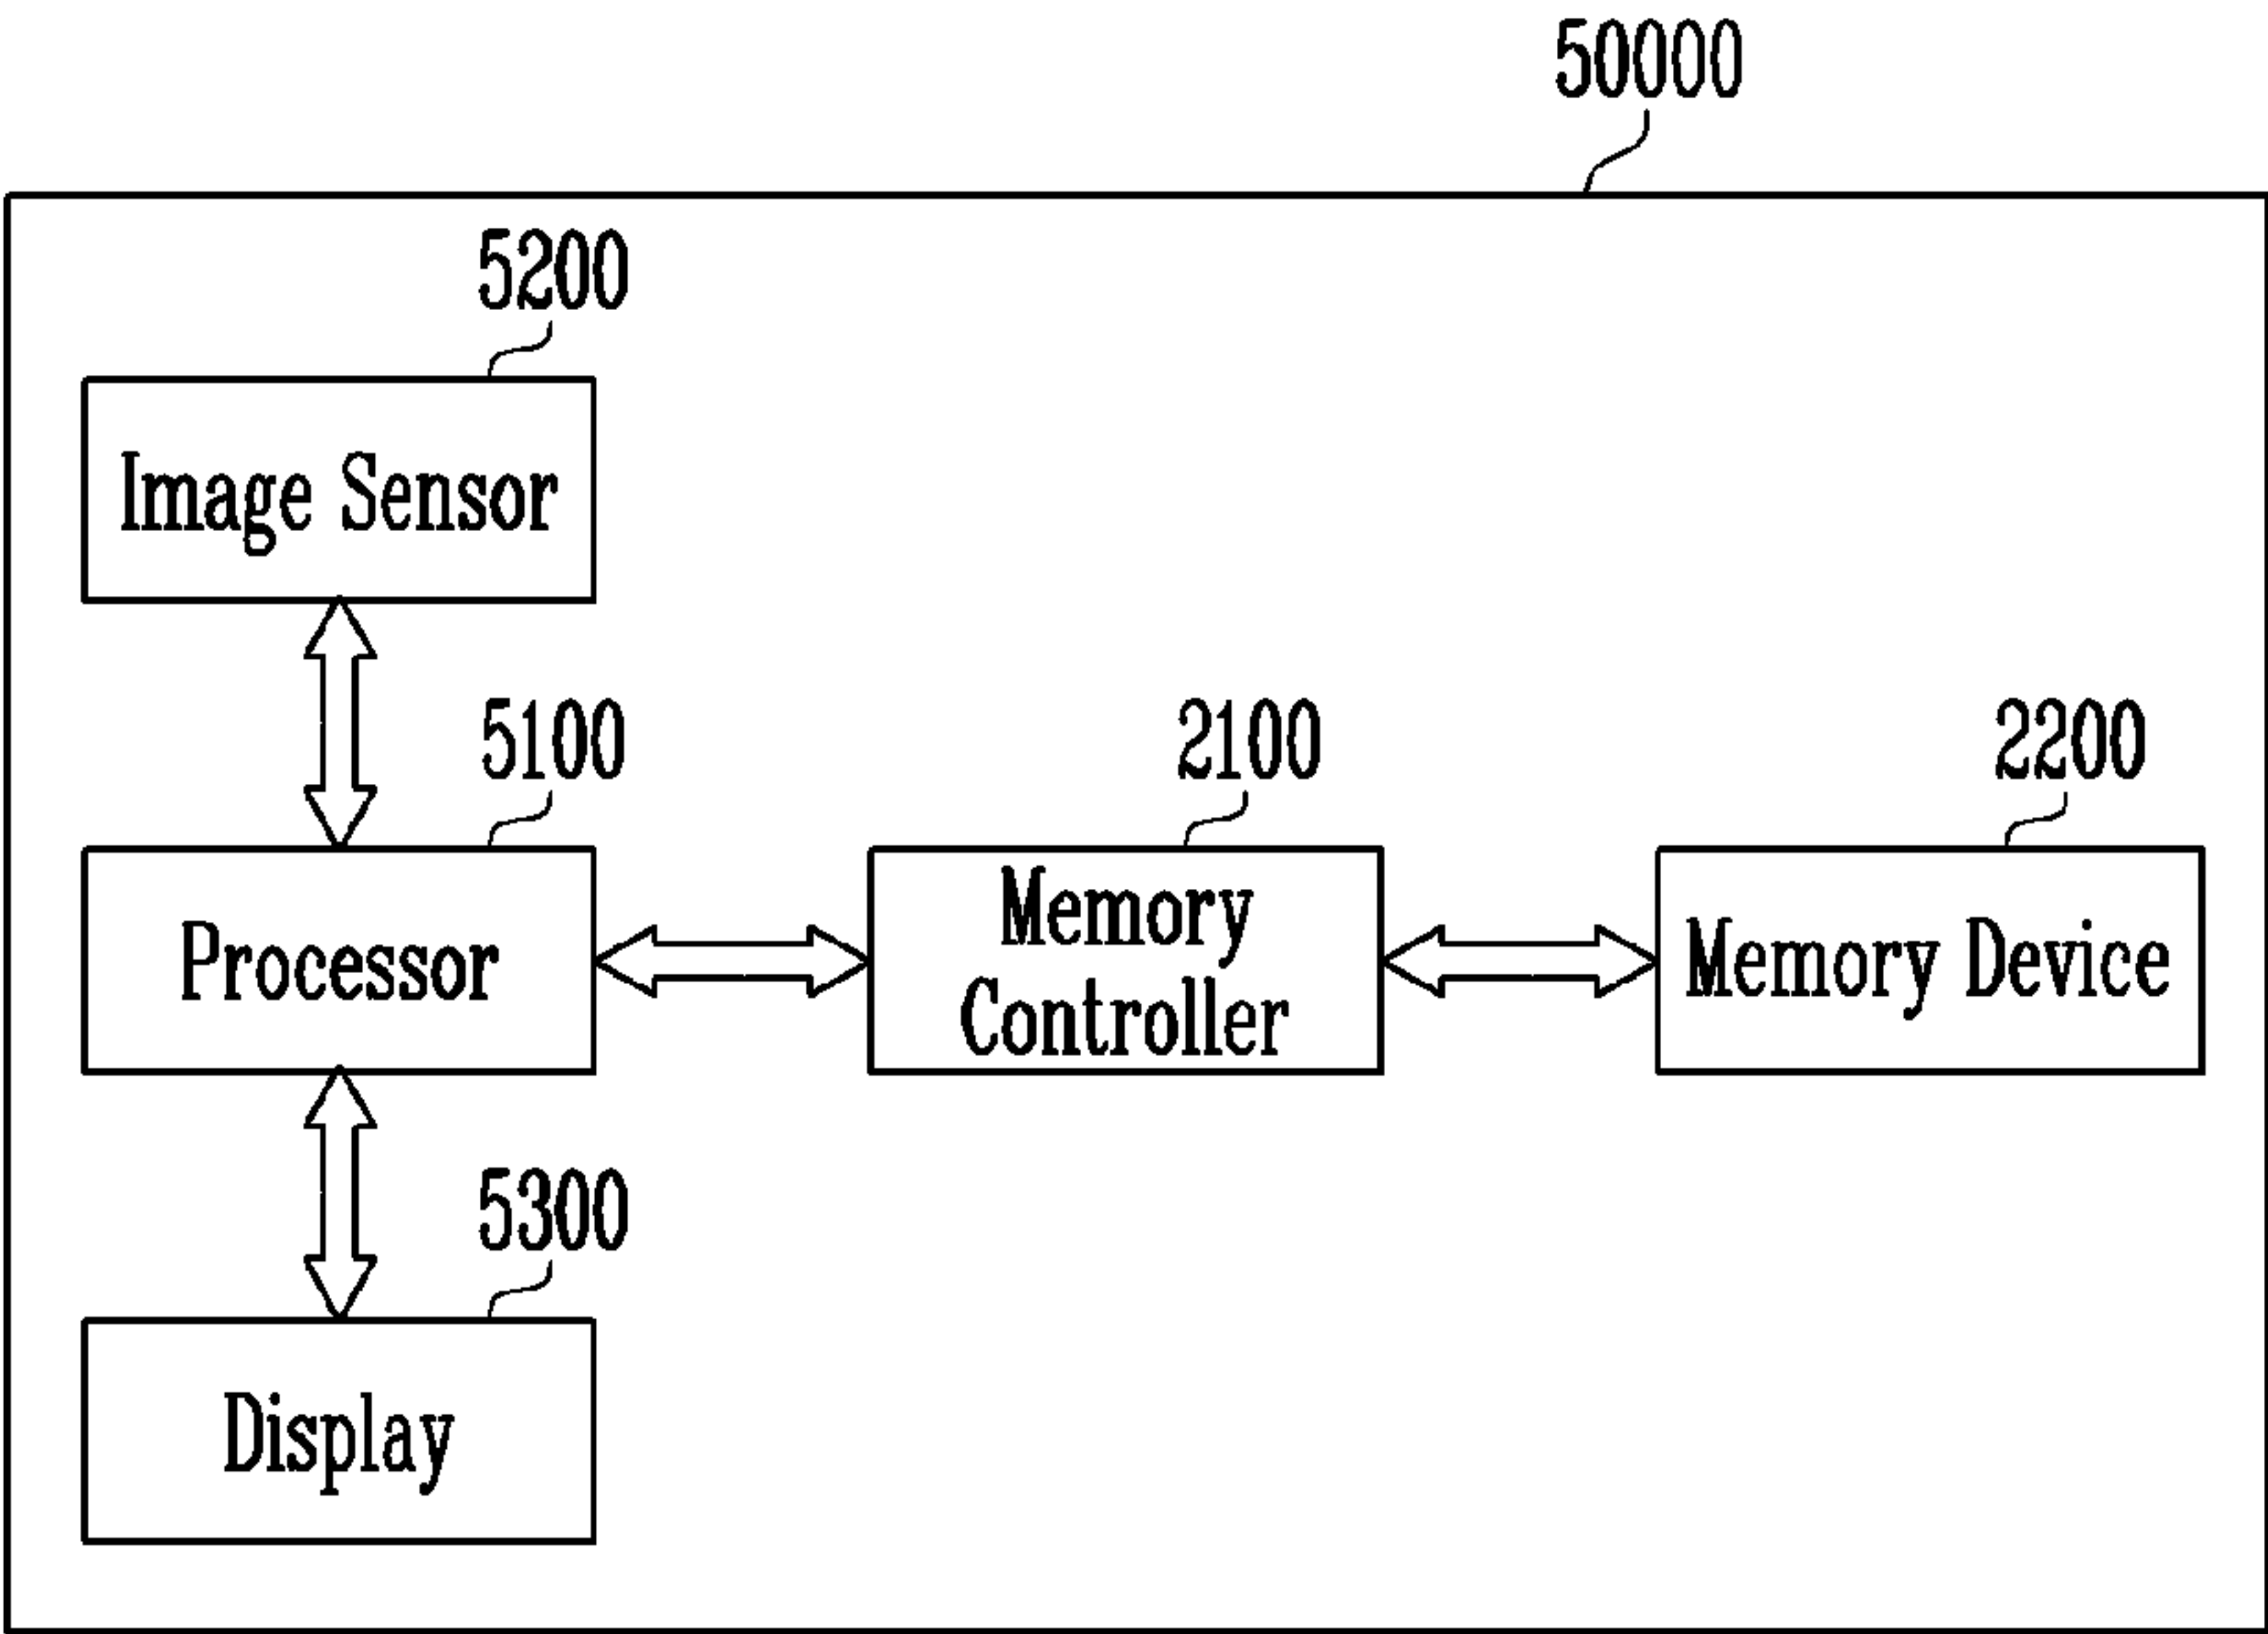 50000
5200
Image Sensor
5100
2100
2200
Processor
Memory
Controller
Memory Device
5300
Display